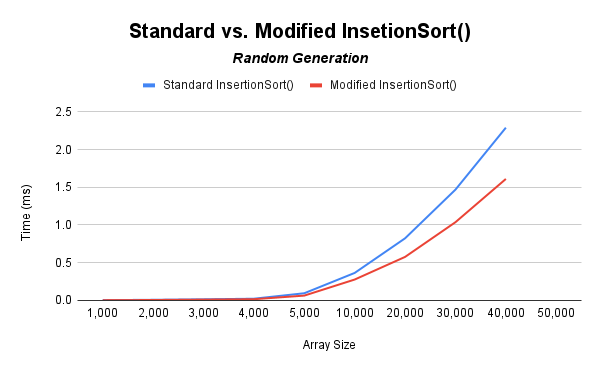 Standard vs. Modified InsetionSort()
Random Generation
Standard InsertionSort() Modified InsertionSort()
2.5
2.0
1.5
1.0
0.5
0.0
Time (ms)
1,000 2,000 3,000 4,000 5,000 10,000 20,000 30,000 40,000 50,000
Array Size